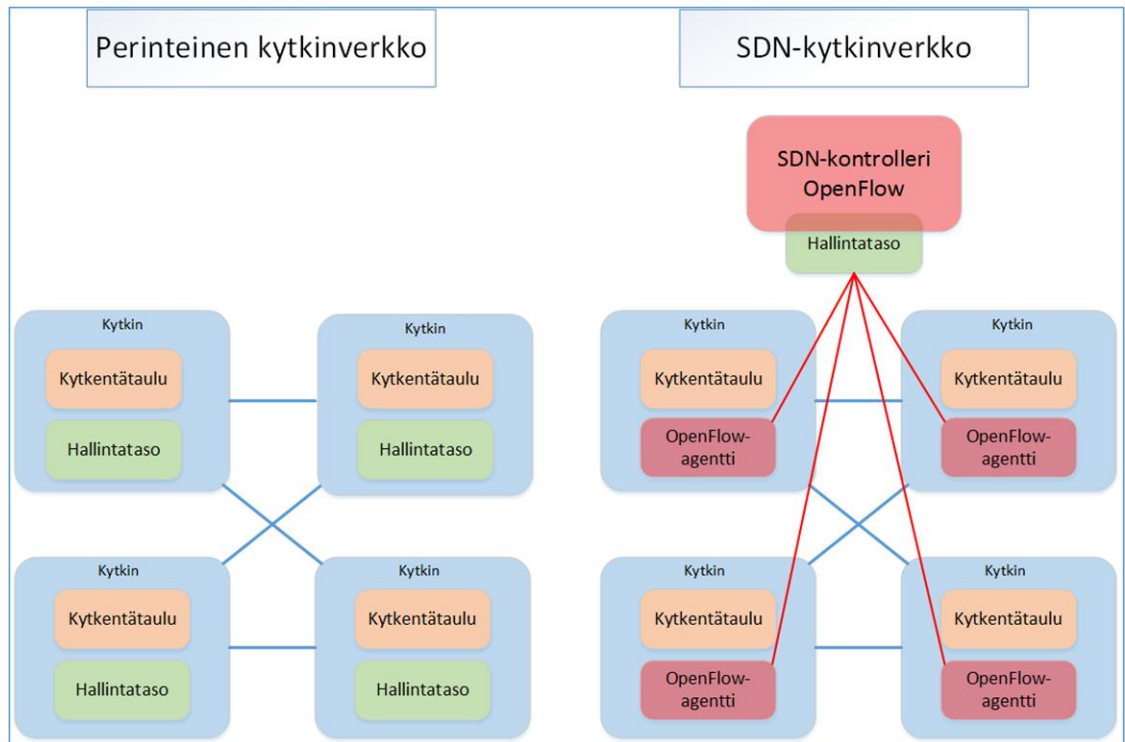 Perinteinen kytkinverkko
Kytkin
Kytkentätaulu
Hallintataso
Kytkin
Kytkentätaulu
Hallintataso
Kytkin
Kytkentätaulu
Hallintataso
Kytkin
Kytkentätaulu
Hallintataso
SDN-kytkinverkko
SDN-kontrolleri
OpenFlow
Hallintataso
Kytkin
Kytkentätaulu
OpenFlow-
agentti
Kytkin
Kytkentätaulu
OpenFlow-
agentti
Kytkin
Kytkentätaulu
OpenFlow-
agentti
Kytkin
Kytkentätaulu
OpenFlow-
agentti